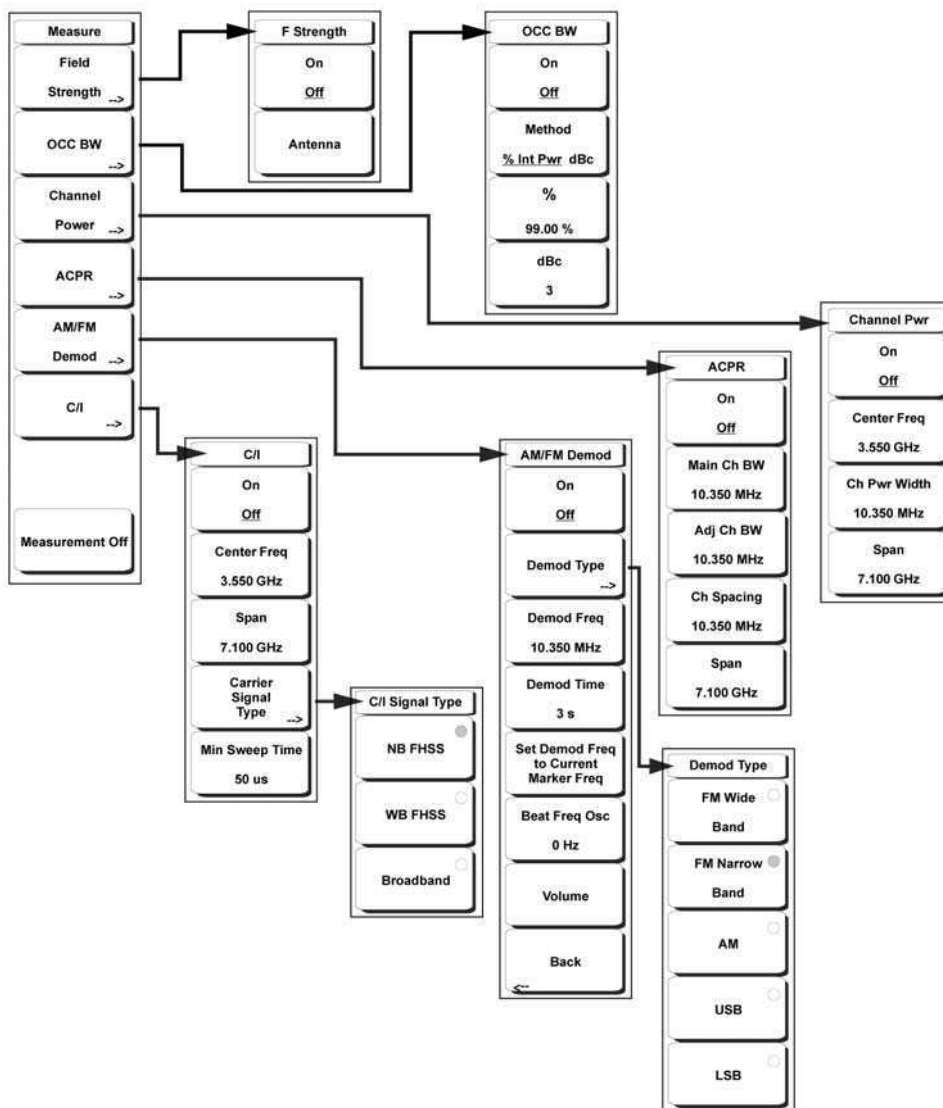 Measure
Field
Strength -->
OCC BW
-->
Channel
Power -->
ACPR
-->
AM/FM
Demod -->
C/I
-->
Measurement Off
F Strength
On
Off
Antenna
OCC BW
On
Off
Method
% Int Pwr dBc
%
99.00 %
dBc
3
Channel Pwr
On
Off
Center Freq
3.550 GHz
Ch Pwr Width
10.350 MHz
Span
7.100 GHz
ACPR
On
Off
Main Ch BW
10.350 MHz
Adj Ch BW
10.350 MHz
Ch Spacing
10.350 MHz
Span
7.100 GHz
C/I
On
Off
Center Freq
3.550 GHz
Span
7.100 GHz
Carrier
Signal
Type -->
Min Sweep Time
50 us
C/I Signal Type
NB FHSS
WB FHSS
Broadband
AM/FM Demod
On
Off
Demod Type
-->
Demod Freq
10.350 MHz
Demod Time
3 s
Set Demod Freq
to Current
Marker Freq
Beat Freq Osc
0 Hz
Volume
Back
<--
Demod Type
FM Wide
Band
FM Narrow
Band
AM
USB
LSB